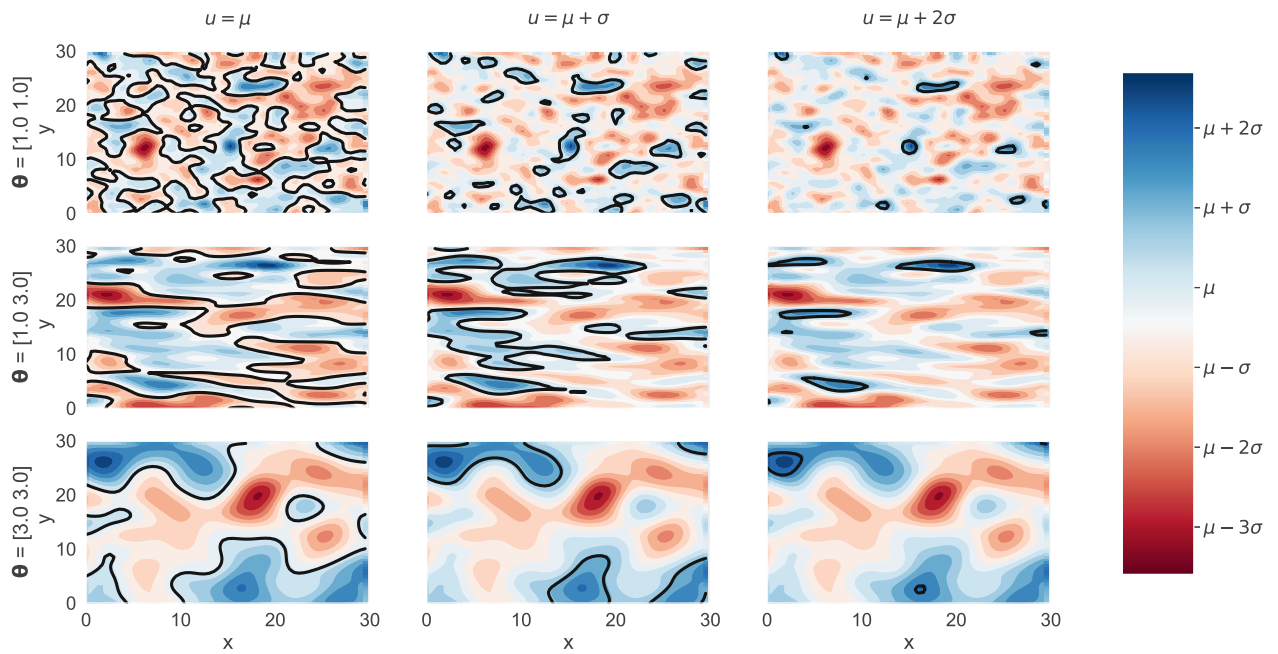 u = μ
u = μ + σ
u = μ + 2σ
θ = [1.0 1.0]
y
30
20
10
0
μ + 2σ
μ + σ
μ
μ − σ
μ − 2σ
μ − 3σ
θ = [1.0 3.0]
y
30
20
10
0
θ = [3.0 3.0]
y
30
20
10
0
0 10 20 30
0 10 20 30
0 10 20 30
x
x
x